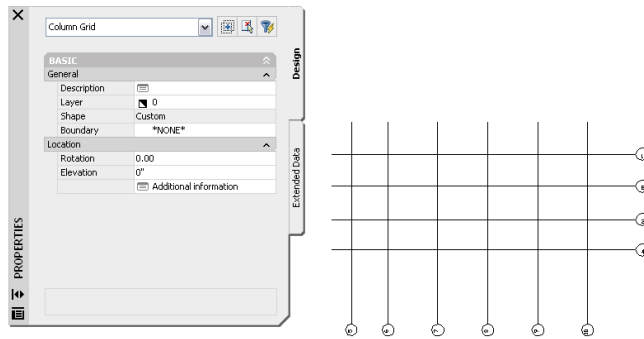 Column Grid
BASIC
General
Description
Layer 0
Shape Custom
Boundary *NONE*
Location
Rotation 0.00
Elevation 0"
Additional information
Design
Extended Data
PROPERTIES